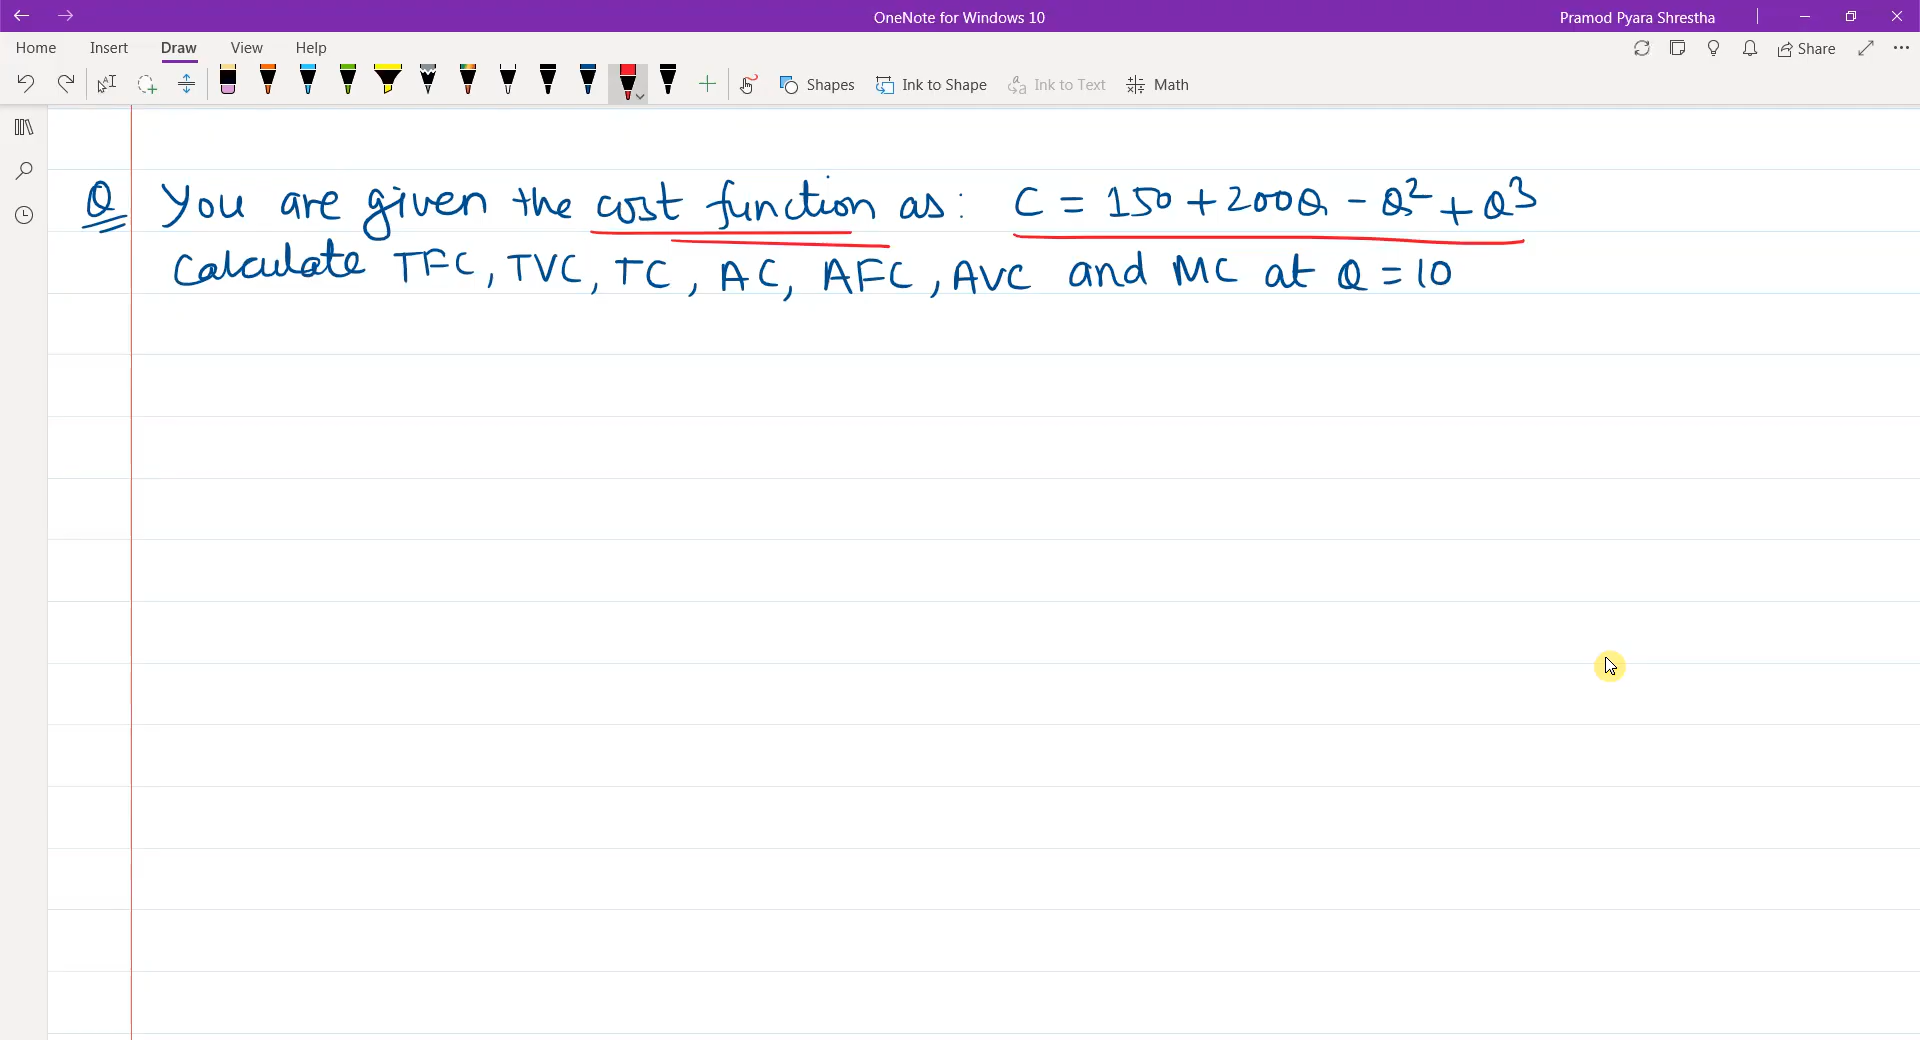 OneNote for Windows 10
Pramod Pyara Shrestha
Home Insert Draw View Help
Share
Shapes Ink to Shape Ink to Text Math
Q You are given the cost function as: C = 150 + 200Q - Q² + Q³
Calculate TFC, TVC, TC, AC, AFC, AVC and MC at Q = 10